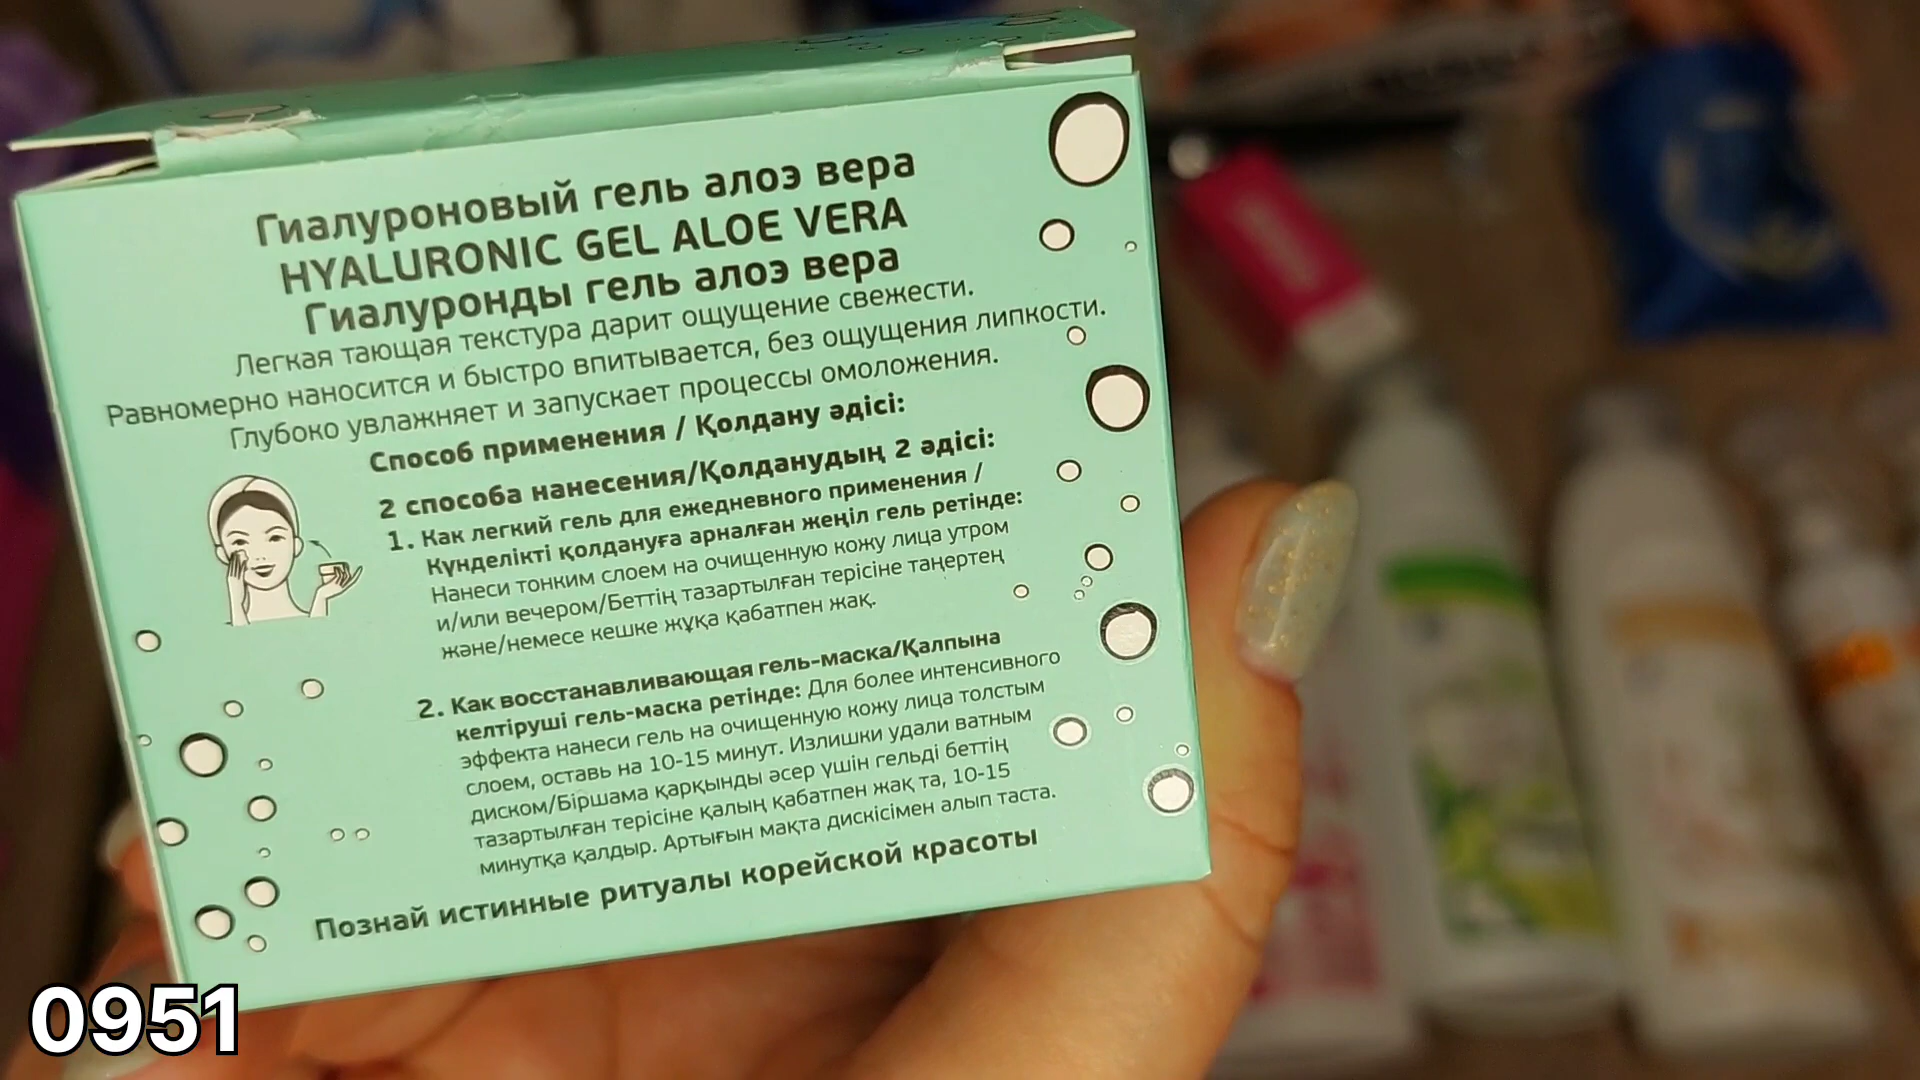 Гиалуроновый гель алоэ вера
HYALURONIC GEL ALOE VERA
Гиалуронды гель алоэ вера
Легкая тающая текстура дарит ощущение свежести.
Равномерно наносится и быстро впитывается, без ощущения липкости.
Глубоко увлажняет и запускает процессы омоложения.
Способ применения / Қолдану әдісі:
2 способа нанесения/Қолданудың 2 әдісі:
1. Как легкий гель для ежедневного применения /
Күнделікті қолдануға арналған жеңіл гель ретінде:
Нанеси тонким слоем на очищенную кожу лица утром
и/или вечером/Беттің тазартылған терісіне таңертең
және/немесе кешке жұқа қабатпен жақ.
2. Как восстанавливающая гель-маска/Қалпына
келтіруші гель-маска ретінде: Для более интенсивного
эффекта нанеси гель на очищенную кожу лица толстым
слоем, оставь на 10-15 минут. Излишки удали ватным
диском/Біршама қарқынды әсер үшін гельді беттің
тазартылған терісіне қалың қабатпен жақ та, 10-15
минутқа қалдыр. Артығын мақта дискісімен алып таста.
Познай истинные ритуалы корейской красоты
0951